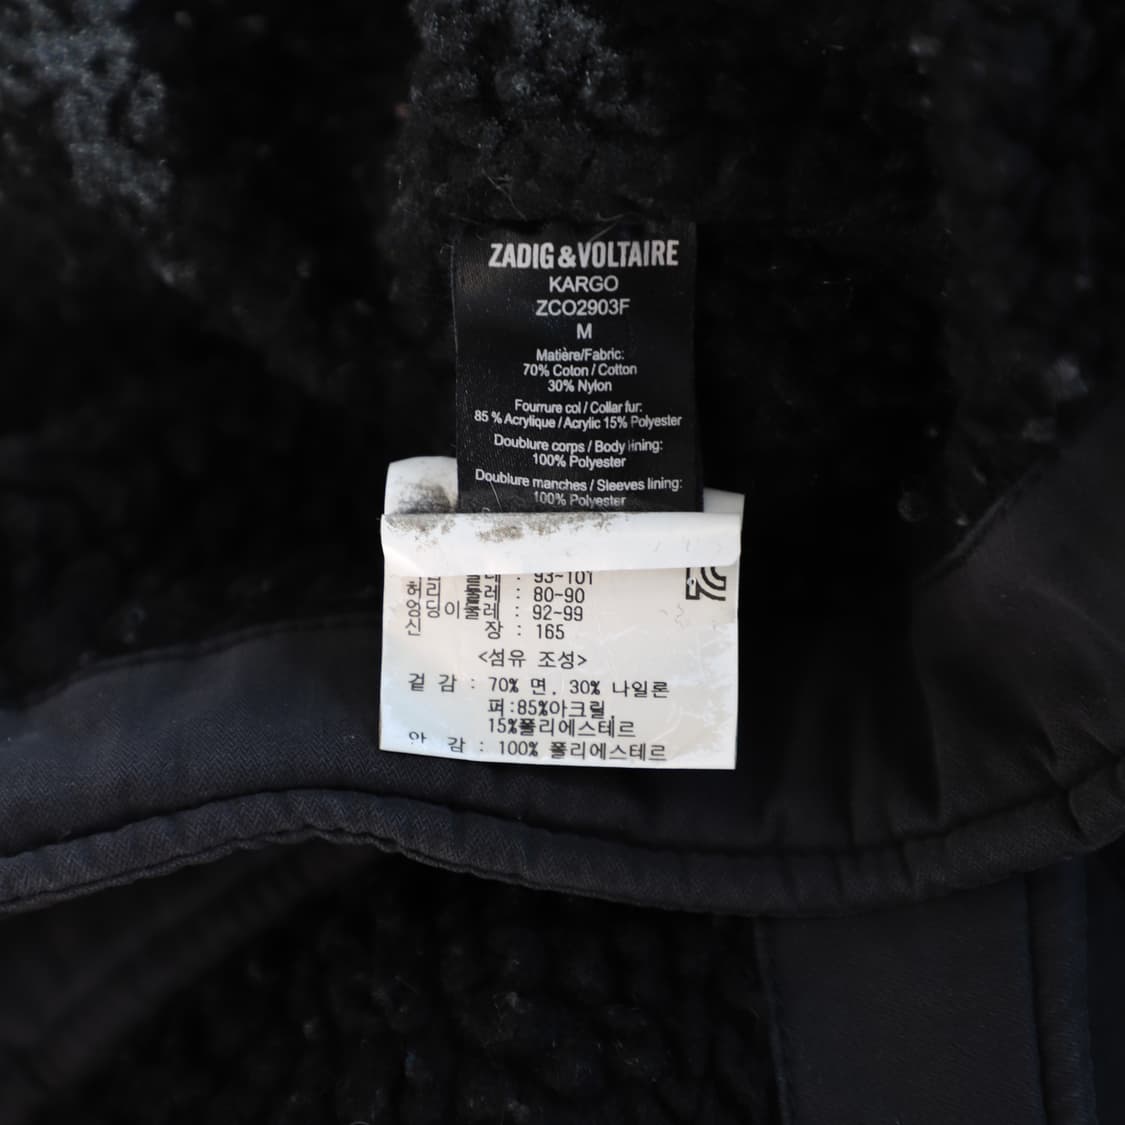 ZADIG & VOLTAIRE
KARGO
ZCO2903F
M
Matière/Fabric:
70% Coton / Cotton
30% Nylon
Fourrure col / Collar fur:
85 % Acrylique / Acrylic 15% Polyester
Doublure corps / Body lining:
100% Polyester
Doublure manches / Sleeves lining:
100% Polyester
: 93~101
허리 둘레 : 80~90
엉덩이둘레 : 92~99
신 장 : 165
<섬유 조성>
겉 감 : 70% 면, 30% 나일론
퍼:85%아크릴,
15%폴리에스테르
안 감 : 100% 폴리에스테르